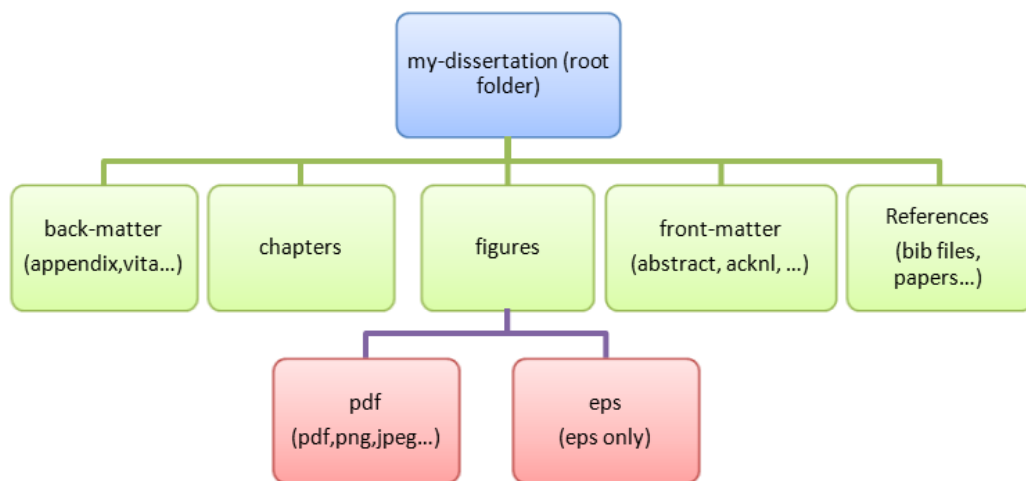 my-dissertation (root
folder)
back-matter
(appendix,vita...)
chapters
figures
front-matter
(abstract, acknl, ...)
References
(bib files,
papers...)
pdf
(pdf,png,jpeg...)
eps
(eps only)